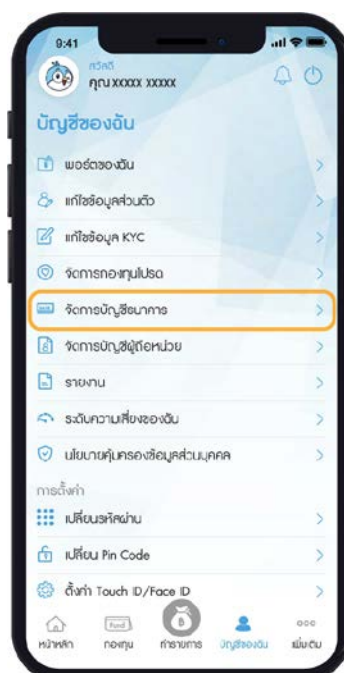 9:41
สวัสดี
คุณ xxxxx xxxxx
บัญชีของฉัน
พอร์ตของฉัน
แก้ไขข้อมูลส่วนตัว
แก้ไขข้อมูล KYC
จัดการกองทุนโปรด
จัดการบัญชีธนาคาร
จัดการบัญชีผู้ถือหน่วย
รายงาน
ระดับความเสี่ยงของฉัน
นโยบายคุ้มครองข้อมูลส่วนบุคคล
การตั้งค่า
เปลี่ยนรหัสผ่าน
เปลี่ยน Pin Code
ตั้งค่า Touch ID/Face ID
Fund
฿
หน้าหลัก กองทุน ทำรายการ บัญชีของฉัน เพิ่มเติม